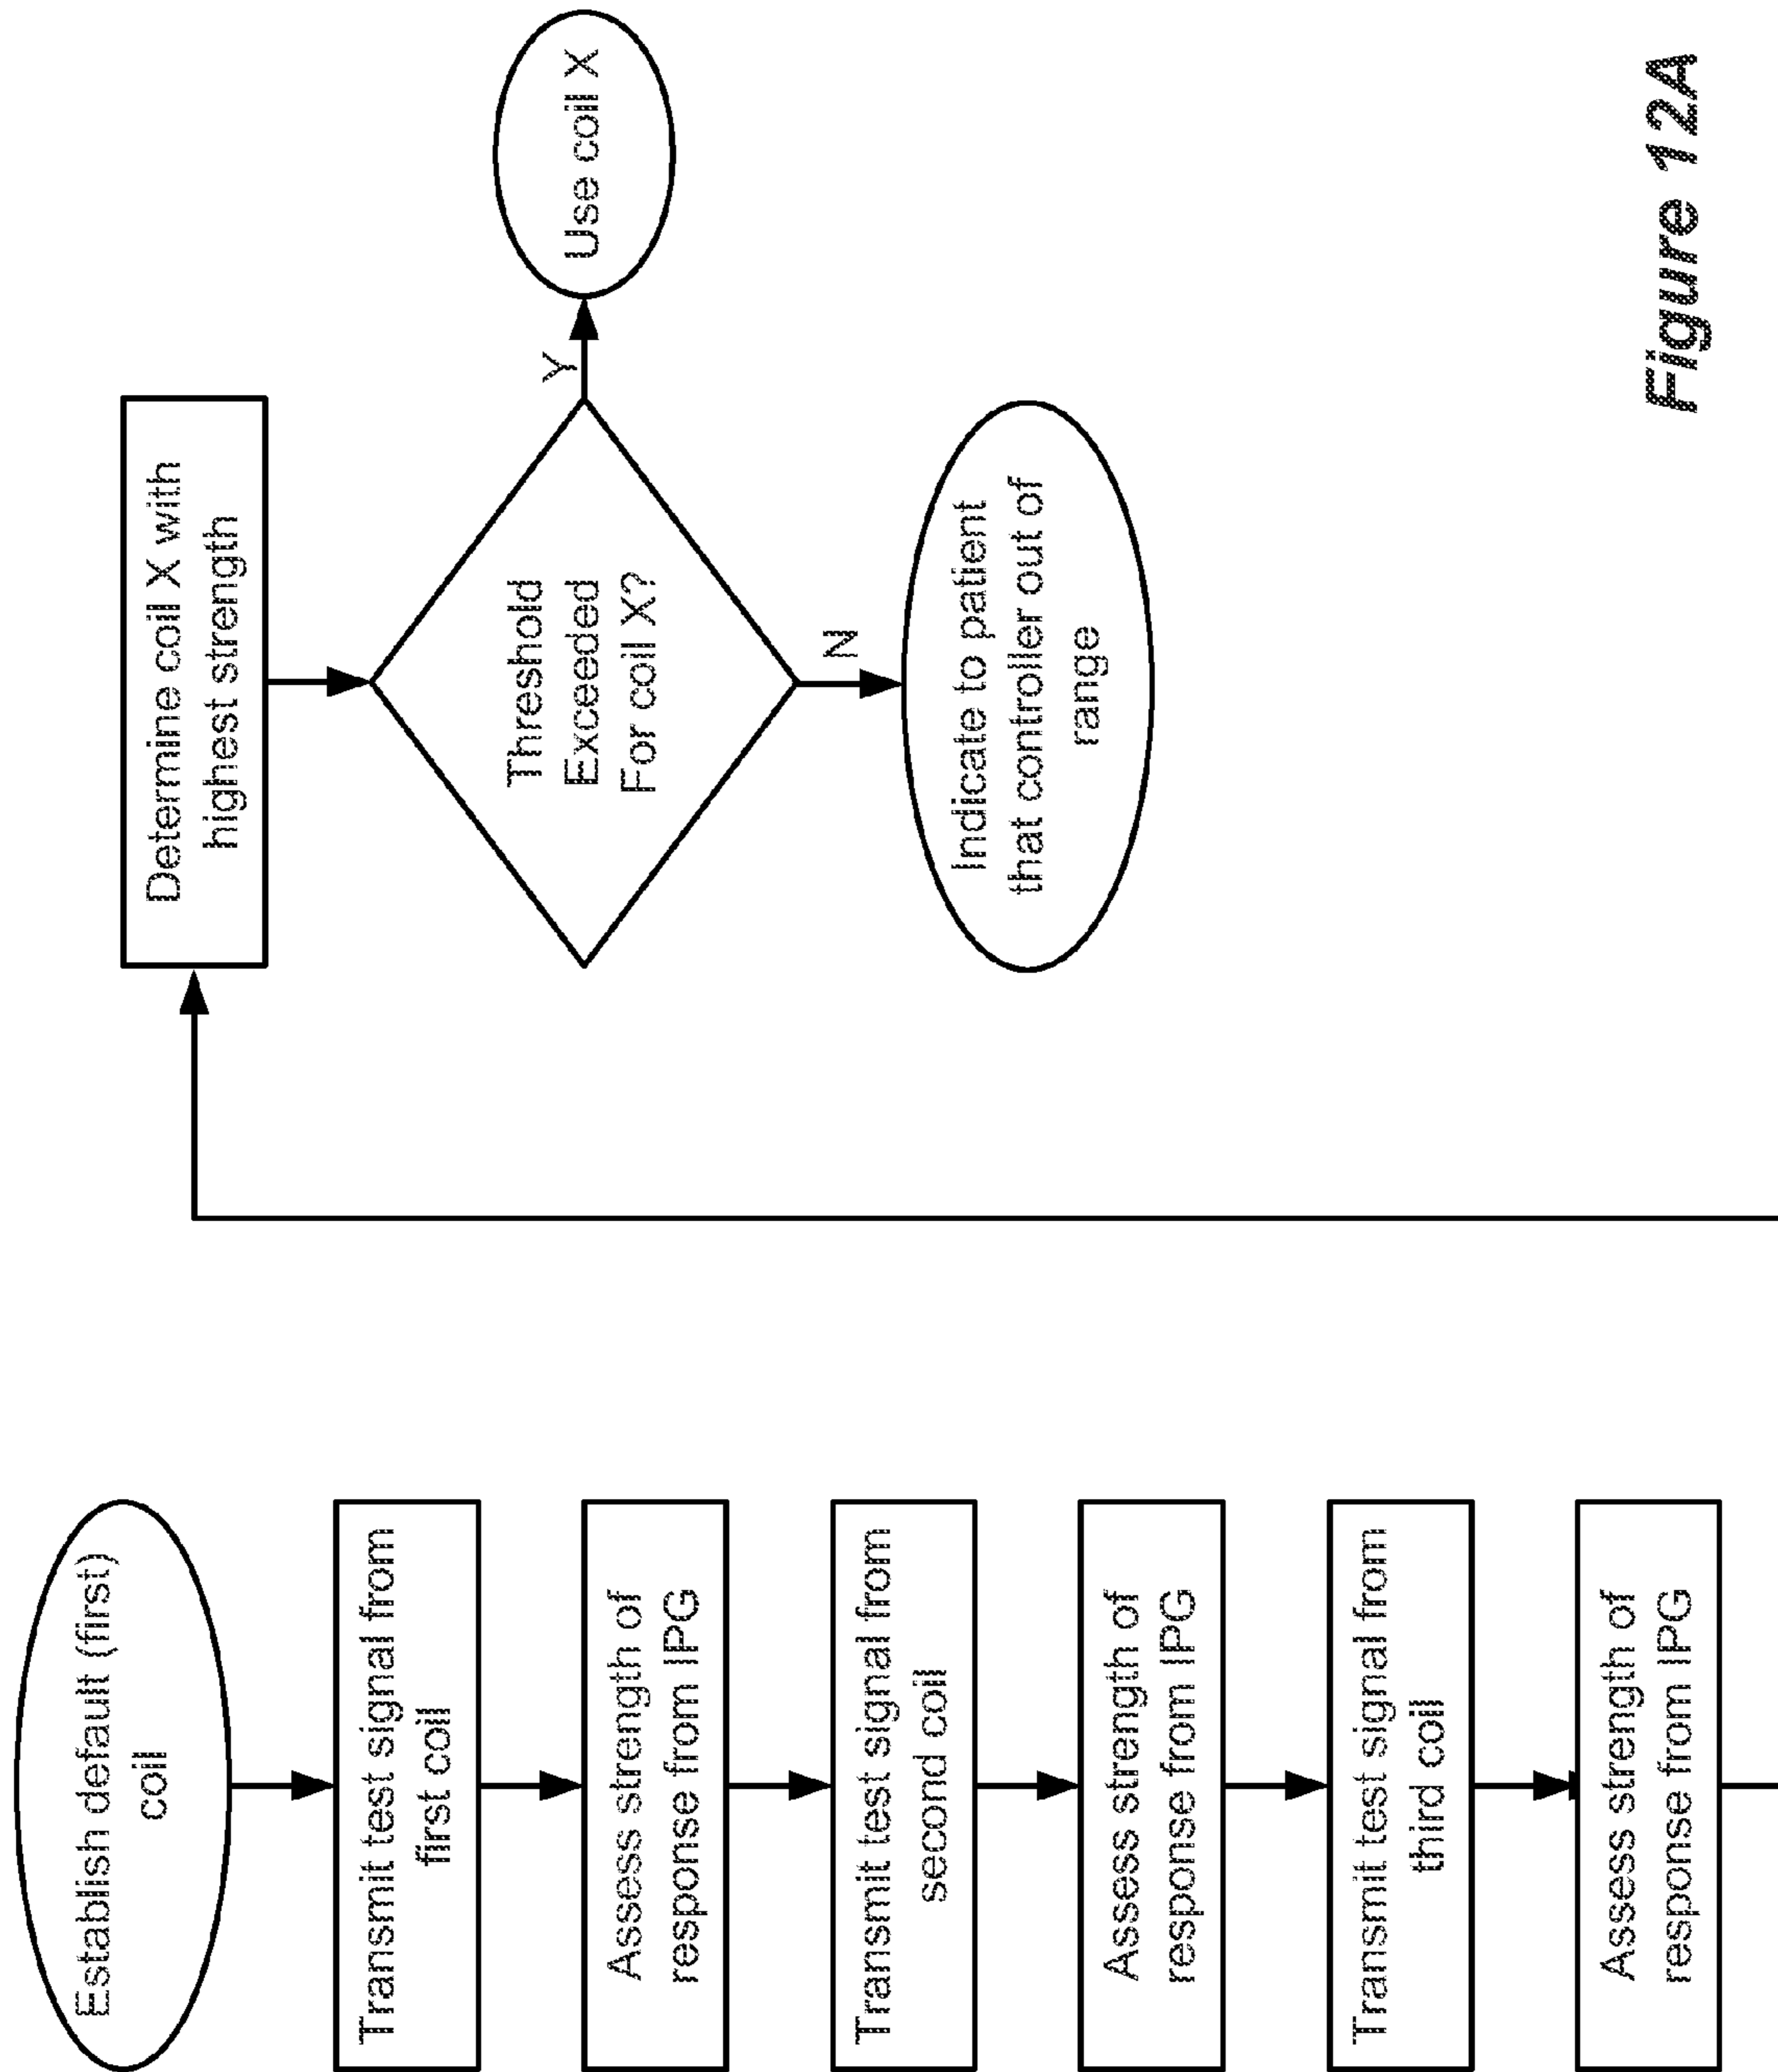 Establish default (first)
coil
Transmit test signal from
first coil
Assess strength of
response from IPG
Transmit test signal from
second coil
Assess strength of
response from IPG
Transmit test signal from
third coil
Assess strength of
response from IPG
Determine coil X with
highest strength
Threshold
Exceeded
For coil X?
Y
Use coil X
N
Indicate to patient
that controller out of
range
Figure 12A